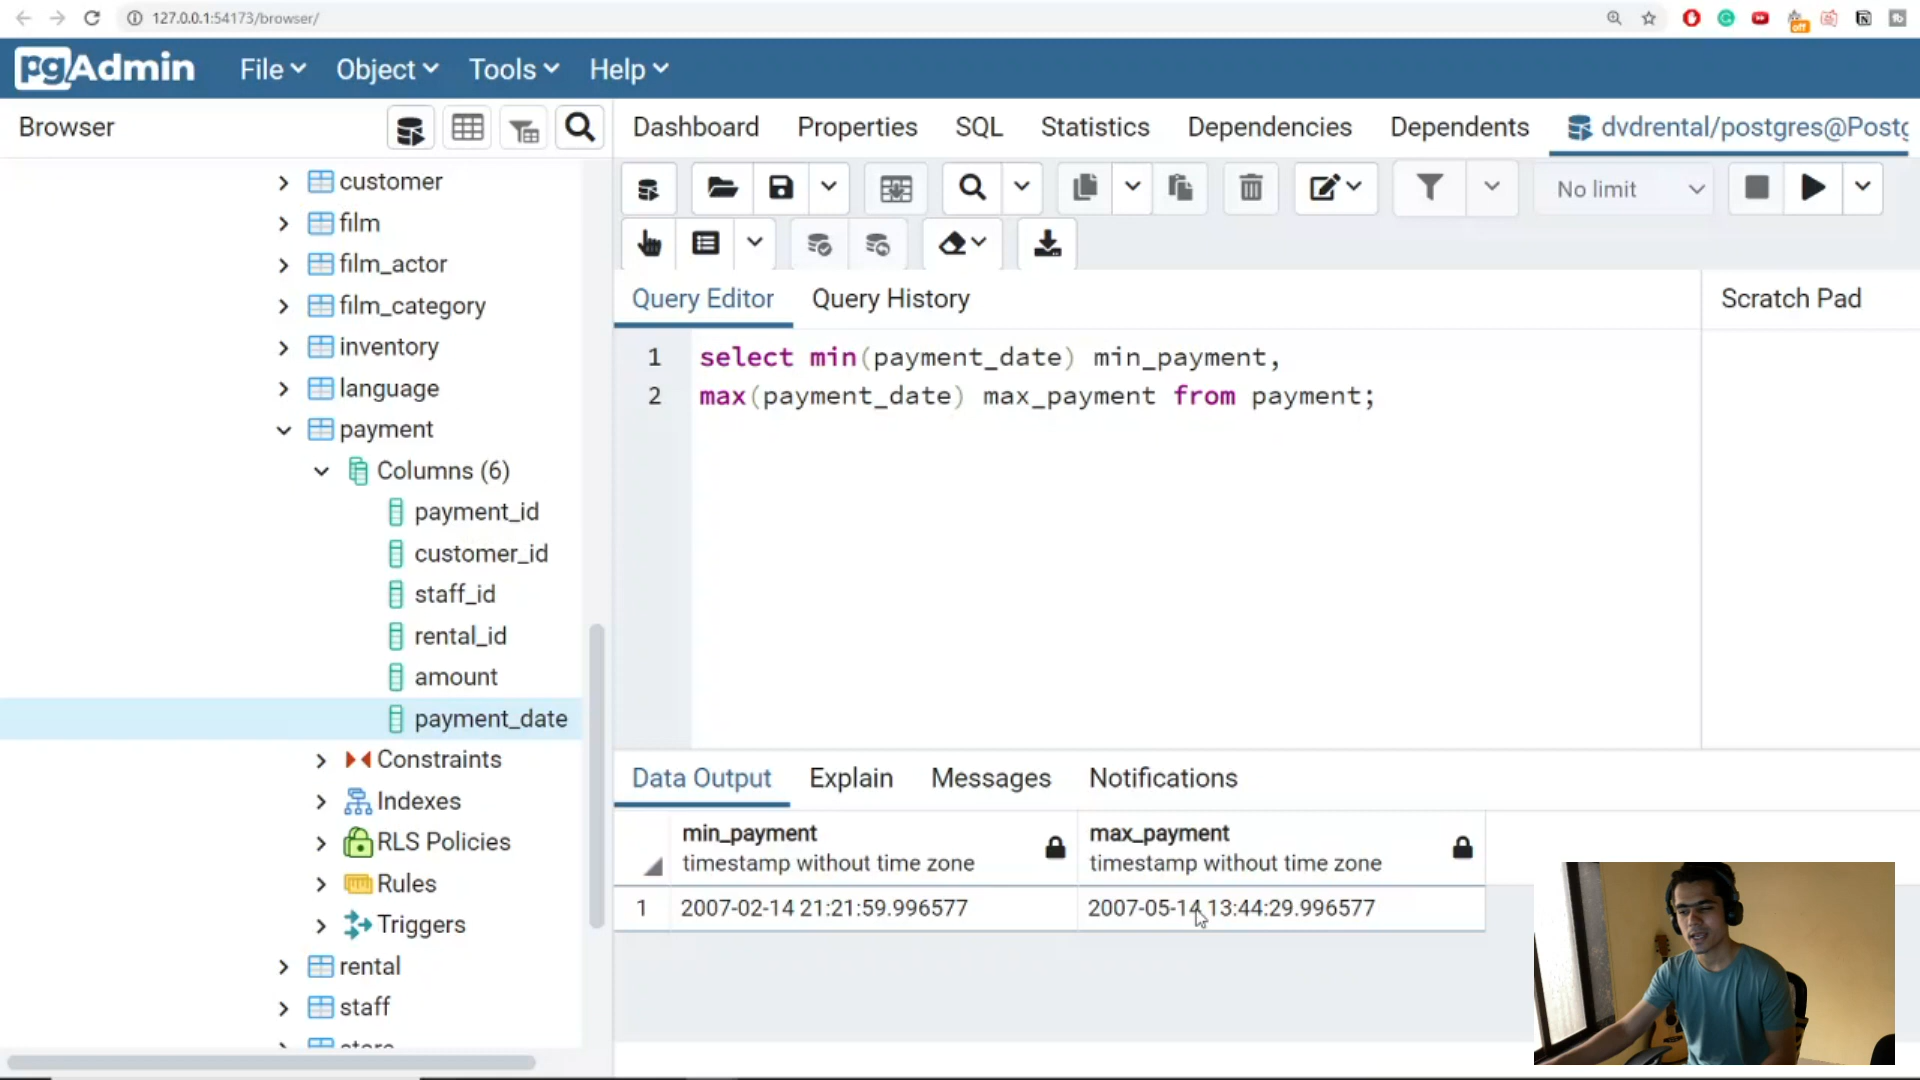 127.0.0.1:54173/browser/
off
pgAdmin File Object Tools Help
Browser
Dashboard Properties SQL Statistics Dependencies Dependents dvdrental/postgres@Postg
No limit
customer
film
film_actor
film_category
inventory
language
payment
Columns (6)
payment_id
customer_id
staff_id
rental_id
amount
payment_date
Constraints
Indexes
RLS Policies
Rules
Triggers
rental
staff
store
Query Editor Query History
Scratch Pad
1 select min(payment_date) min_payment,
2 max(payment_date) max_payment from payment;
Data Output Explain Messages Notifications
min_payment max_payment
timestamp without time zone timestamp without time zone
1 2007-02-14 21:21:59.996577 2007-05-14 13:44:29.996577